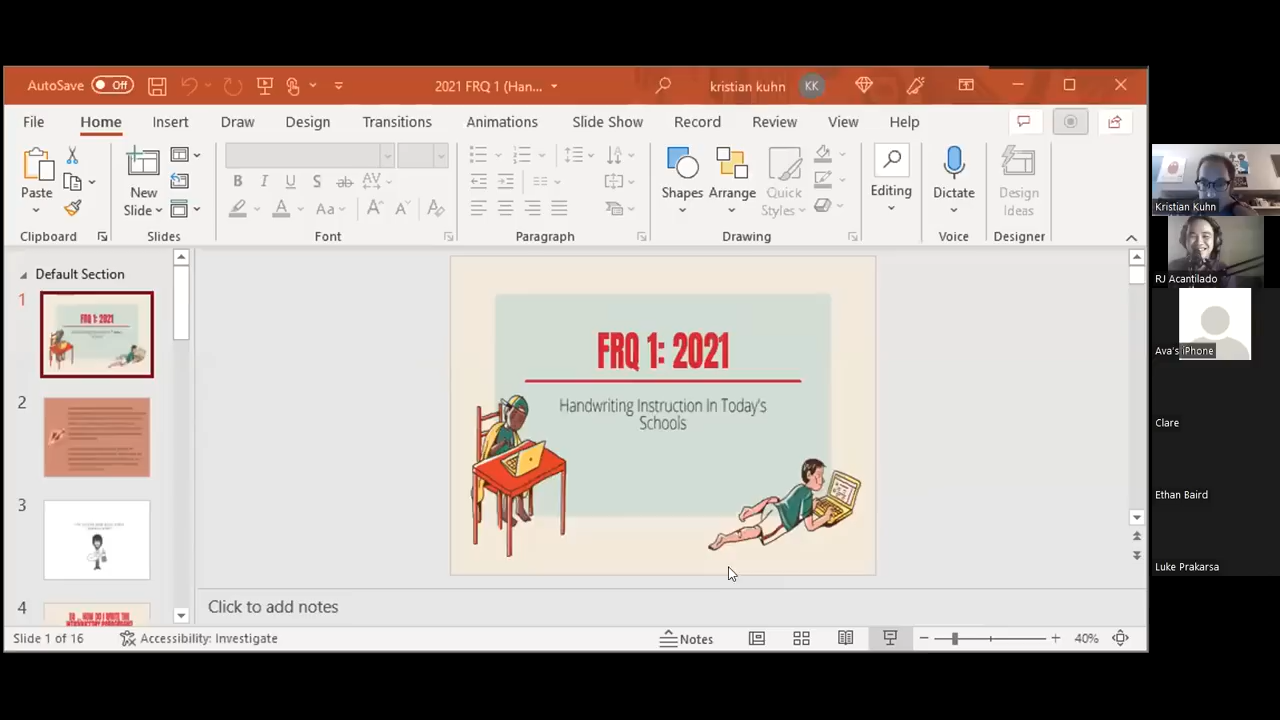 AutoSave Off 2021 FRQ 1 (Han... kristian kuhn KK
File Home Insert Draw Design Transitions Animations Slide Show Record Review View Help
Paste New Slide Shapes Arrange Quick Styles Editing Dictate Design Ideas
Clipboard Slides Font Paragraph Drawing Voice Designer
Default Section
1
FRQ 1: 2021
2
3
4
FRQ 1: 2021
Handwriting Instruction In Today's
Schools
Click to add notes
Slide 1 of 16 Accessibility: Investigate Notes 40%
Kristian Kuhn
RJ Acantilado
Ava's iPhone
Clare
Ethan Baird
Luke Prakarsa